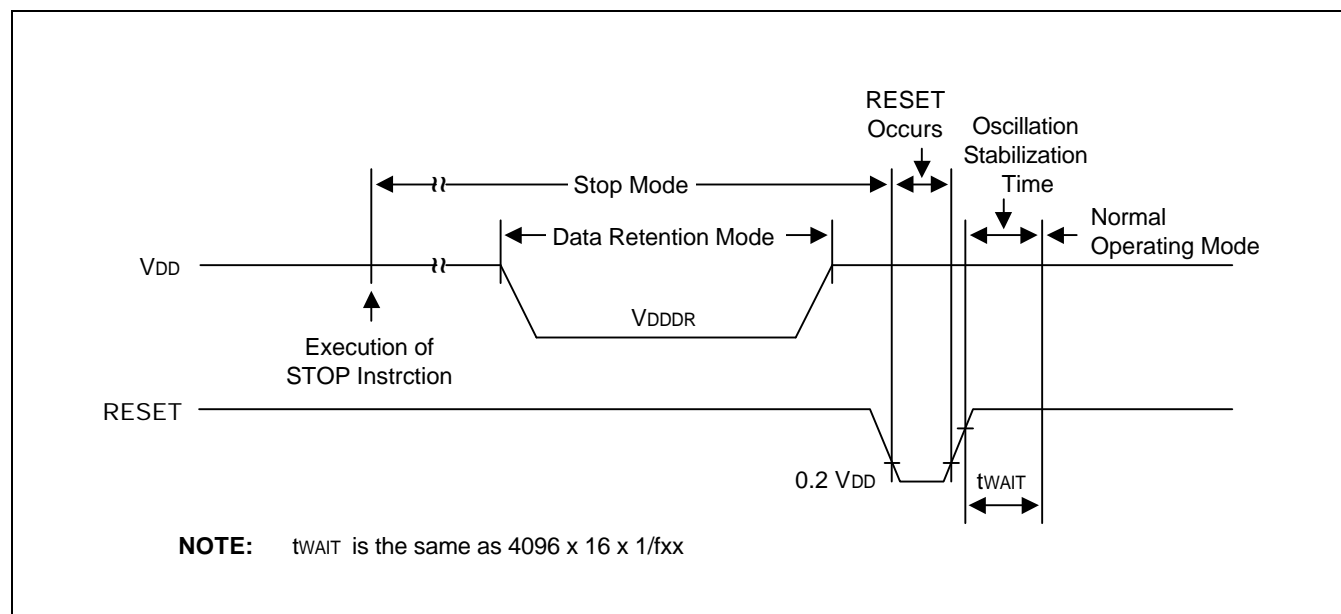 RESET
Occurs
Oscillation
Stabilization
Time
Stop Mode
Normal
Operating Mode
Data Retention Mode
VDD
VDDDR
Execution of
STOP Instrction
RESET
0.2 VDD
tWAIT
NOTE: tWAIT is the same as 4096 x 16 x 1/fxx